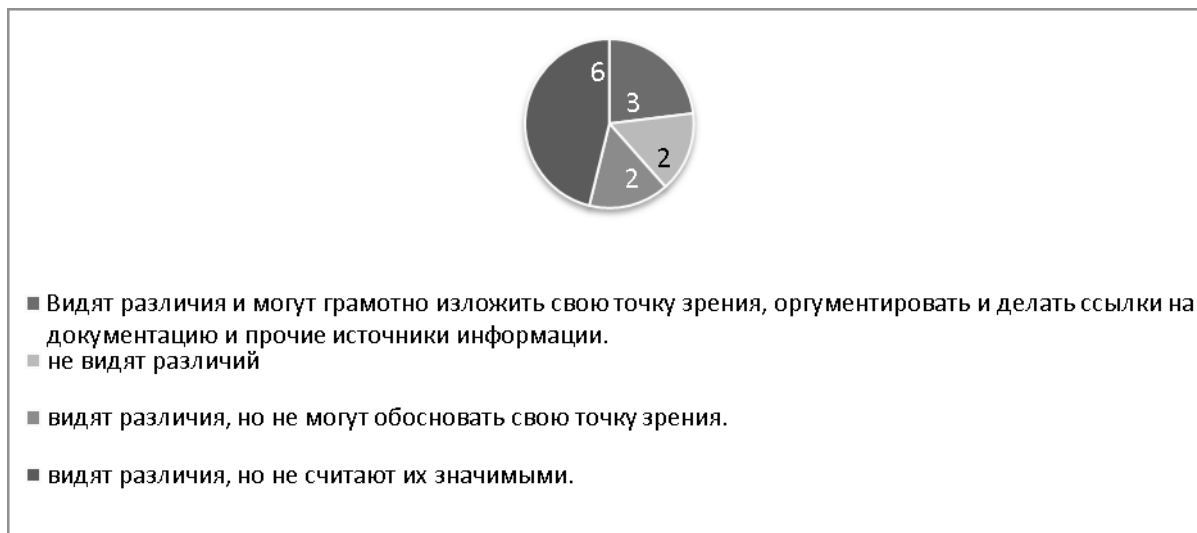 6
3
2
2
Видят различия и могут грамотно изложить свою точку зрения, оргументировать и делать ссылки на
документацию и прочие источники информации.
не видят различий
видят различия, но не могут обосновать свою точку зрения.
видят различия, но не считают их значимыми.